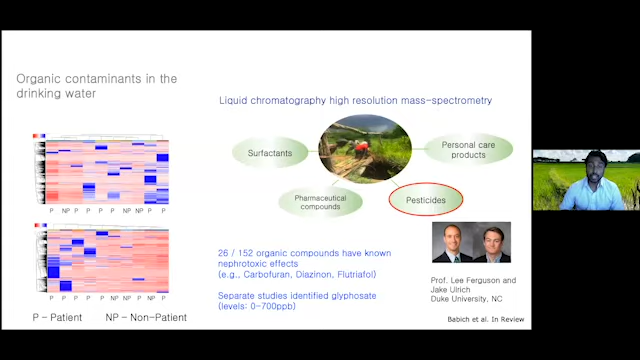 Organic contaminants in the
drinking water
Liquid chromatography high resolution mass-spectrometry
Surfactants
Personal care
products
Pharmaceutical
compounds
Pesticides
P NP P P P P NP NP P P
P P P P NP P P NP P P
P – Patient NP – Non-Patient
26 / 152 organic compounds have known
nephrotoxic effects
(e.g., Carbofuran, Diazinon, Flutriafol)
Separate studies identified glyphosate
(levels: 0-700ppb)
Prof. Lee Ferguson and
Jake Ulrich
Duke University, NC
Babich et al. In Review